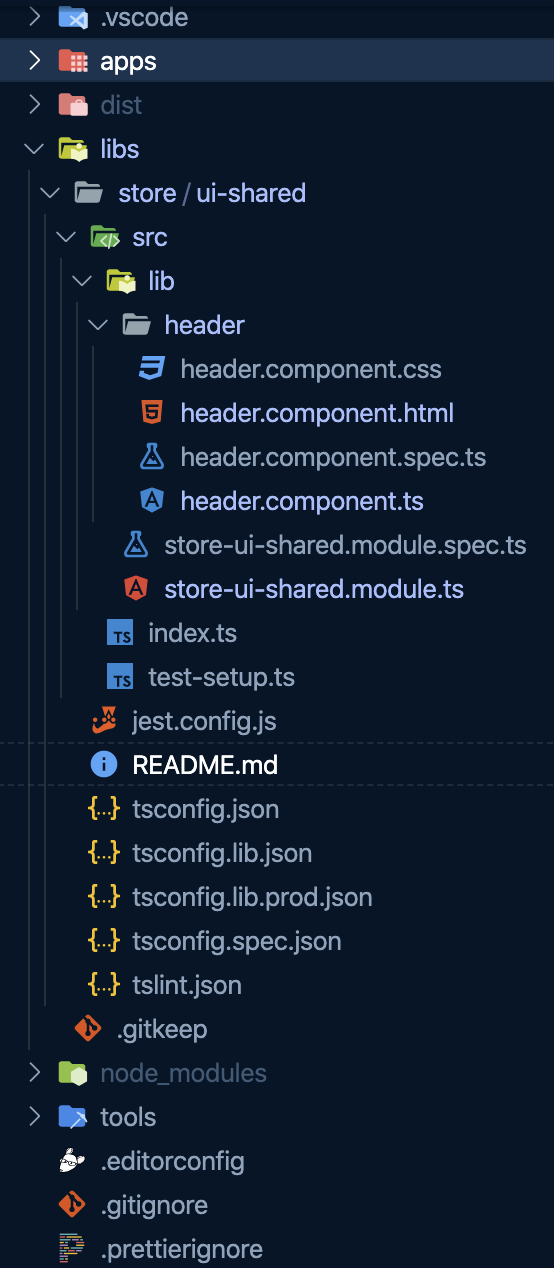 .vscode
apps
dist
libs
store / ui-shared
src
lib
header
header.component.css
header.component.html
header.component.spec.ts
header.component.ts
store-ui-shared.module.spec.ts
store-ui-shared.module.ts
TS index.ts
TS test-setup.ts
jest.config.js
README.md
{...} tsconfig.json
{...} tsconfig.lib.json
{...} tsconfig.lib.prod.json
{...} tsconfig.spec.json
{...} tslint.json
.gitkeep
node_modules
tools
.editorconfig
.gitignore
.prettierignore